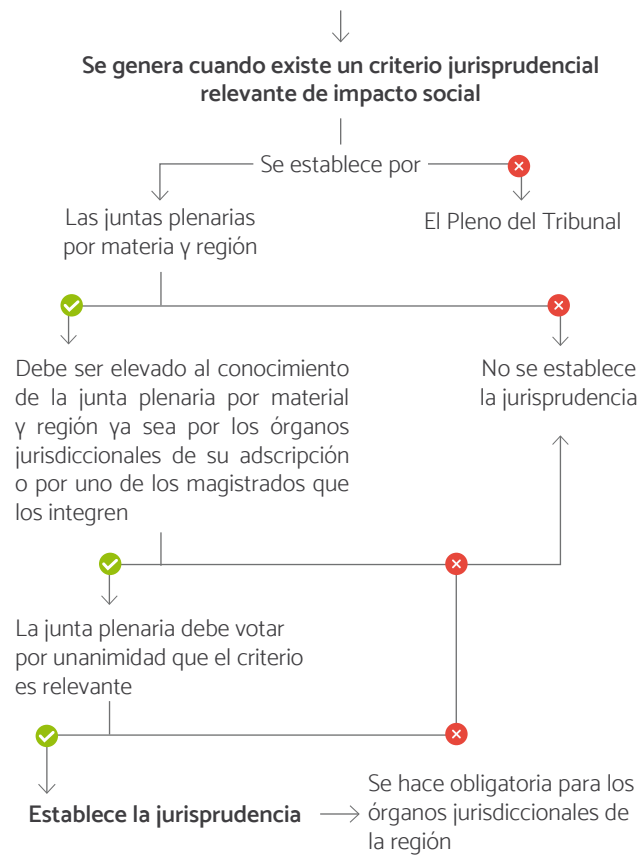 Se genera cuando existe un criterio jurisprudencial
relevante de impacto social
Se establece por
Las juntas plenarias
por materia y región
El Pleno del Tribunal
Debe ser elevado al conocimiento
de la junta plenaria por material
y región ya sea por los órganos
jurisdiccionales de su adscripción
o por uno de los magistrados que
los integren
No se establece
la jurisprudencia
La junta plenaria debe votar
por unanimidad que el criterio
es relevante
Establece la jurisprudencia
Se hace obligatoria para los
órganos jurisdiccionales de
la región